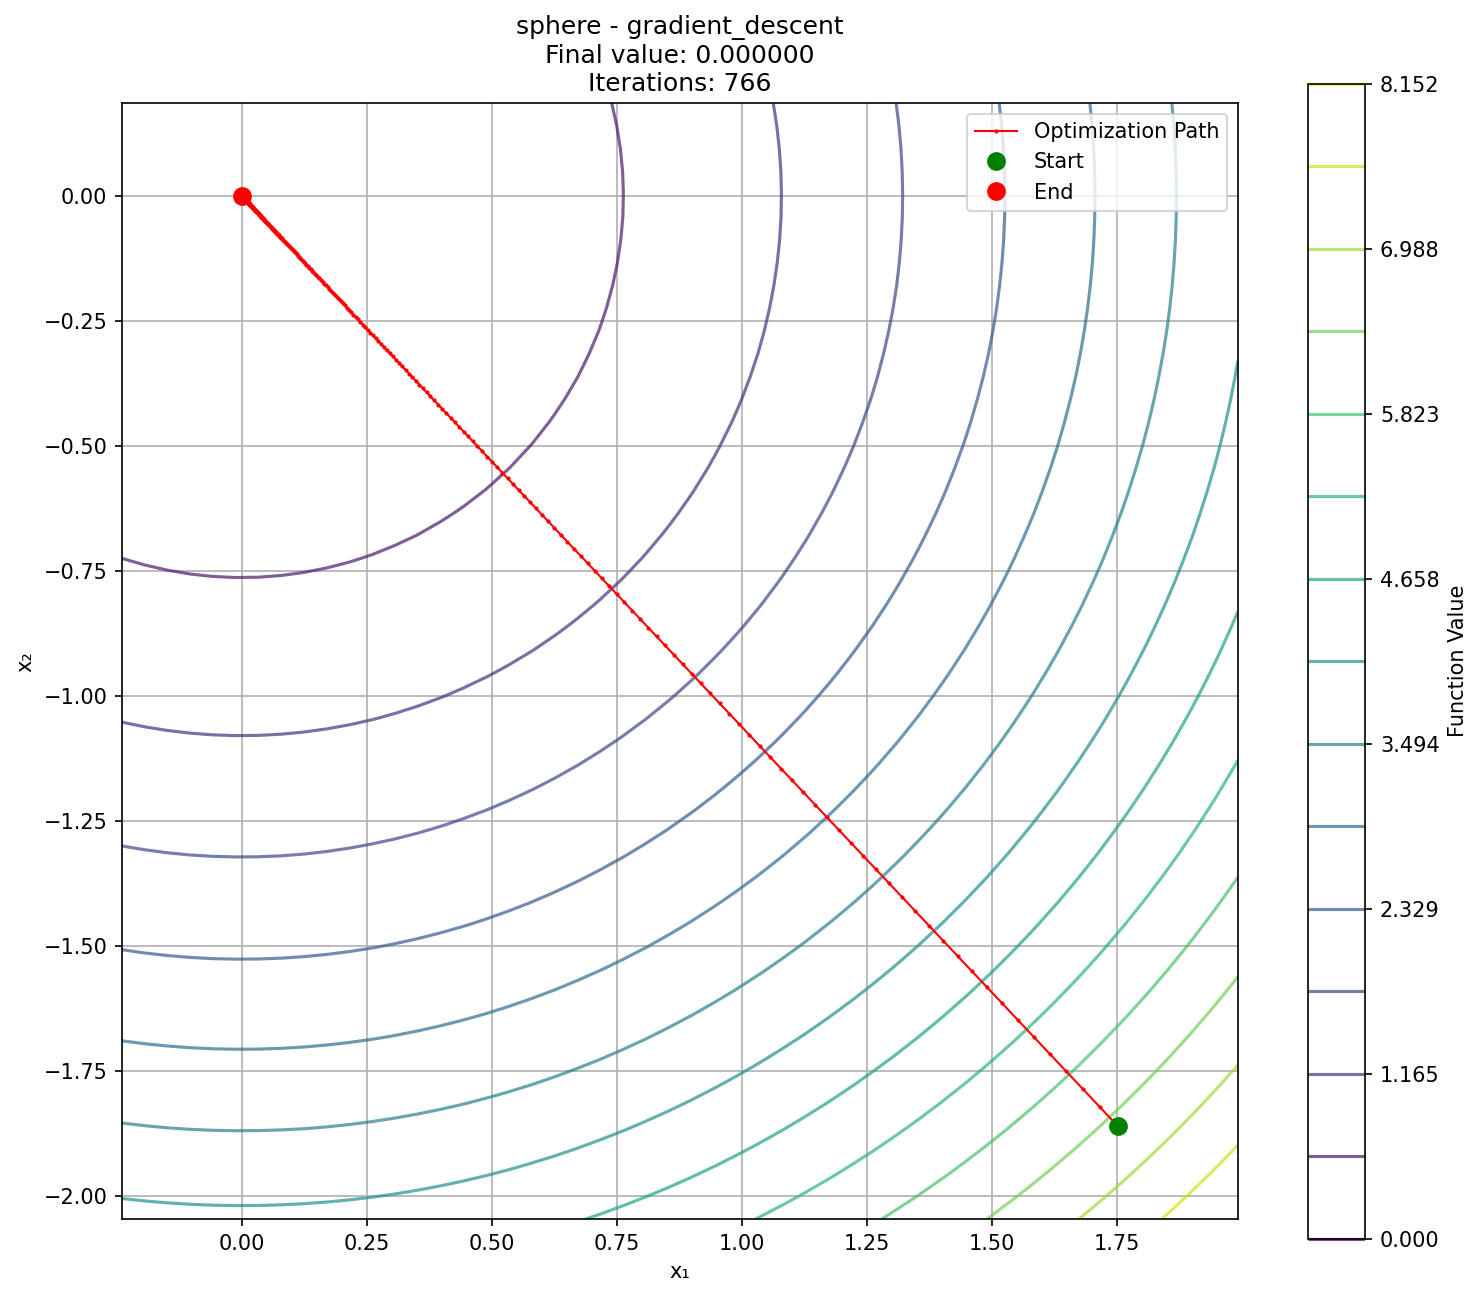 sphere - gradient_descent
Final value: 0.000000
Iterations: 766
Optimization Path
Start
End
0.00
−0.25
−0.50
−0.75
−1.00
−1.25
−1.50
−1.75
−2.00
x₂
0.00 0.25 0.50 0.75 1.00 1.25 1.50 1.75
x₁
8.152
6.988
5.823
4.658
3.494
2.329
1.165
0.000
Function Value